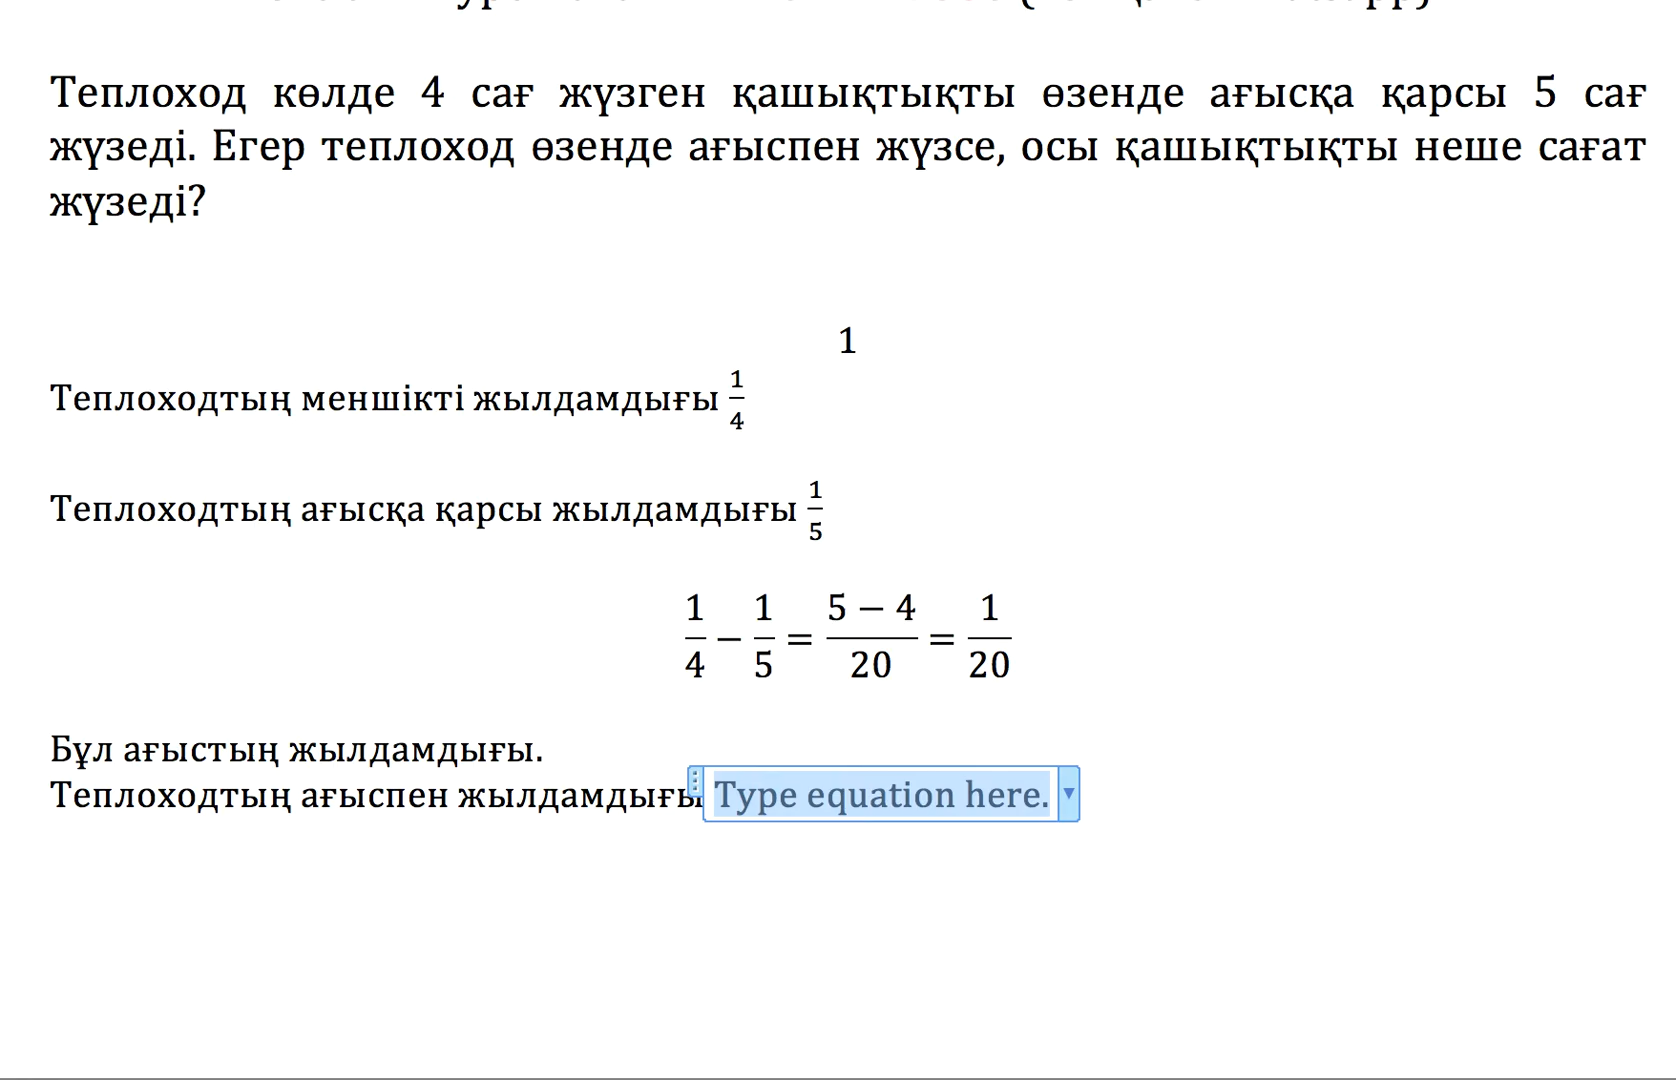 Теплоход көлде 4 сағ жүзген қашықтықты өзенде ағысқа қарсы 5 сағ
жүзеді. Егер теплоход өзенде ағыспен жүзсе, осы қашықтықты неше сағат
жүзеді?
1
Теплоходтың меншікті жылдамдығы 1/4
Теплоходтың ағысқа қарсы жылдамдығы 1/5
1/4 − 1/5 = (5 − 4)/20 = 1/20
Бұл ағыстың жылдамдығы.
Теплоходтың ағыспен жылдамдығы Type equation here.